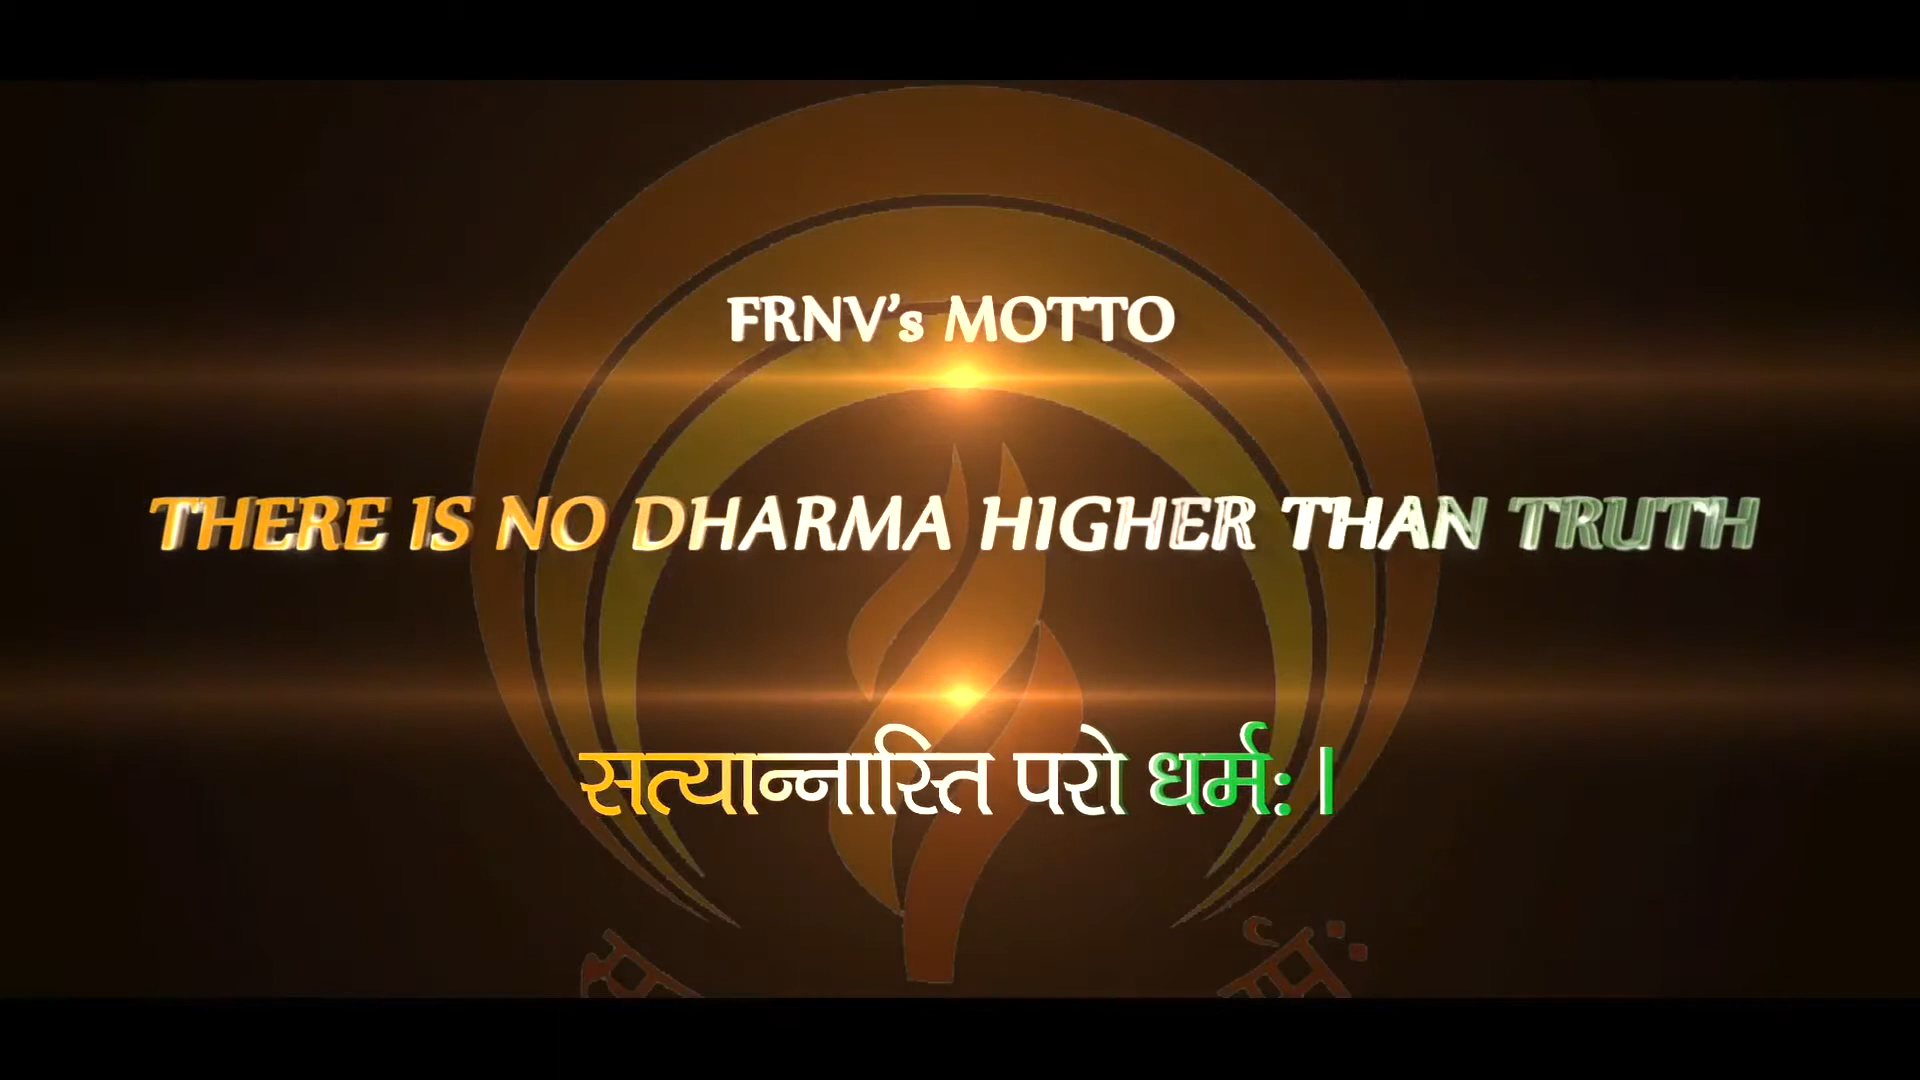 FRNV’s MOTTO
THERE IS NO DHARMA HIGHER THAN TRUTH
सत्यान्नास्ति परो धर्म: ।